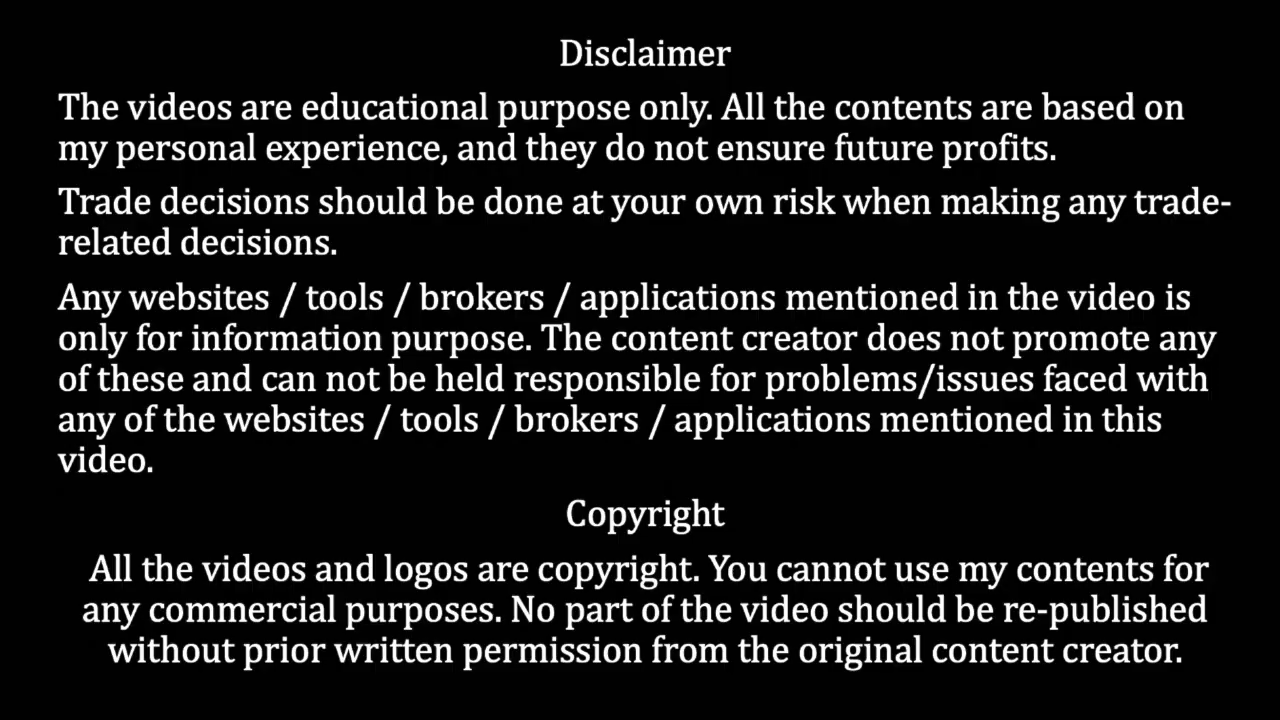 Disclaimer
The videos are educational purpose only. All the contents are based on
my personal experience, and they do not ensure future profits.
Trade decisions should be done at your own risk when making any trade-
related decisions.
Any websites / tools / brokers / applications mentioned in the video is
only for information purpose. The content creator does not promote any
of these and can not be held responsible for problems/issues faced with
any of the websites / tools / brokers / applications mentioned in this
video.
Copyright
All the videos and logos are copyright. You cannot use my contents for
any commercial purposes. No part of the video should be re-published
without prior written permission from the original content creator.